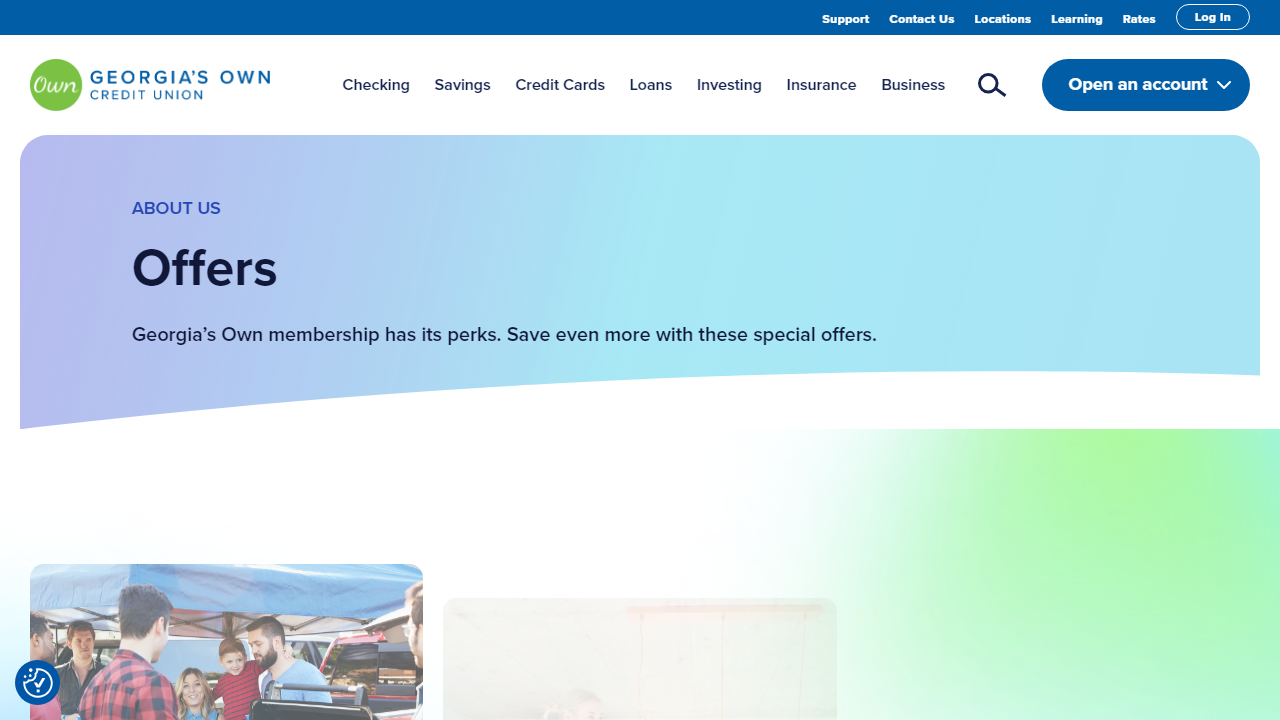 Support Contact Us Locations Learning Rates Log In
Own GEORGIA'S OWN
CREDIT UNION
Checking Savings Credit Cards Loans Investing Insurance Business
Open an account
ABOUT US
Offers
Georgia’s Own membership has its perks. Save even more with these special offers.